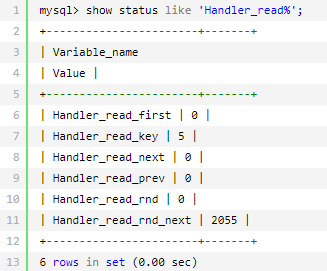 1 mysql> show status like 'Handler_read%';
2 +-----------------------+-------+
3 | Variable_name
4 | Value |
5 +-----------------------+-------+
6 | Handler_read_first | 0 |
7 | Handler_read_key | 5 |
8 | Handler_read_next | 0 |
9 | Handler_read_prev | 0 |
10 | Handler_read_rnd | 0 |
11 | Handler_read_rnd_next | 2055 |
12 +-----------------------+-------+
13 6 rows in set (0.00 sec)